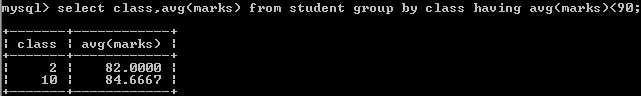 mysql> select class,avg(marks) from student group by class having avg(marks)<90;
+-------+------------+
| class | avg(marks) |
+-------+------------+
|     2 |    82.0000 |
|    10 |    84.6667 |
+-------+------------+